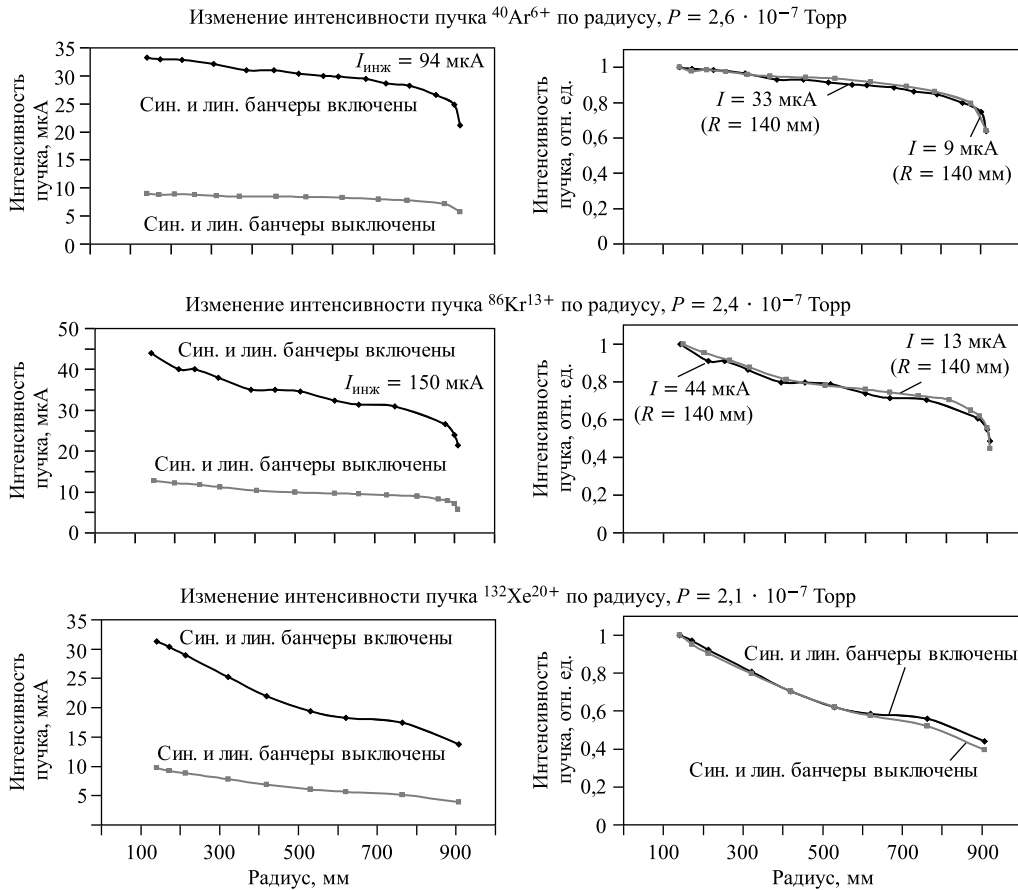 Изменение интенсивности пучка ⁴⁰Ar⁶⁺ по радиусу, P = 2,6 · 10⁻⁷ Торр
Интенсивность
пучка, мкА
35
30
25
20
15
10
5
0
Iинж = 94 мкА
Син. и лин. банчеры включены
Син. и лин. банчеры выключены
Интенсивность
пучка, отн. ед.
1
0,8
0,6
0,4
0,2
0
I = 33 мкА
(R = 140 мм)
I = 9 мкА
(R = 140 мм)
Изменение интенсивности пучка ⁸⁶Kr¹³⁺ по радиусу, P = 2,4 · 10⁻⁷ Торр
Интенсивность
пучка, мкА
50
40
30
20
10
0
Син. и лин. банчеры включены
Iинж = 150 мкА
Син. и лин. банчеры выключены
Интенсивность
пучка, отн. ед.
1
0,8
0,6
0,4
0,2
0
I = 13 мкА
(R = 140 мм)
I = 44 мкА
(R = 140 мм)
Изменение интенсивности пучка ¹³²Xe²⁰⁺ по радиусу, P = 2,1 · 10⁻⁷ Торр
Интенсивность
пучка, мкА
35
30
25
20
15
10
5
Син. и лин. банчеры включены
Син. и лин. банчеры выключены
100 300 500 700 900
Радиус, мм
Интенсивность
пучка, отн. ед.
1
0,8
0,6
0,4
0,2
0
Син. и лин. банчеры включены
Син. и лин. банчеры выключены
100 300 500 700 900
Радиус, мм